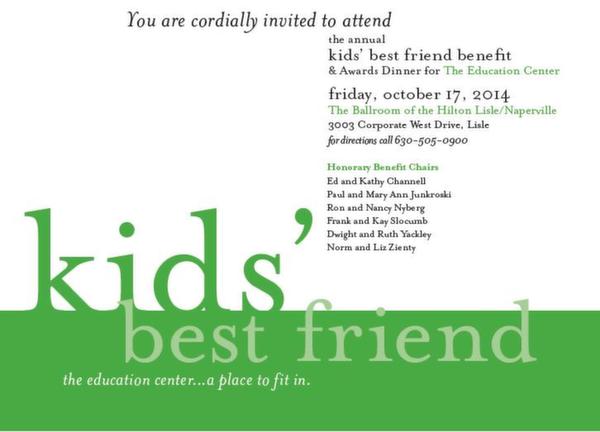 You are cordially invited to attend
the annual
kids' best friend benefit
& Awards Dinner for The Education Center
friday, october 17, 2014
The Ballroom of the Hilton Lisle/Naperville
3003 Corporate West Drive, Lisle
for directions call 630-505-0900
Honorary Benefit Chairs
Ed and Kathy Channell
Paul and Mary Ann Junkroski
Ron and Nancy Nyberg
Frank and Kay Slocumb
Dwight and Ruth Yackley
Norm and Liz Zienty
kids'
best friend
the education center...a place to fit in.